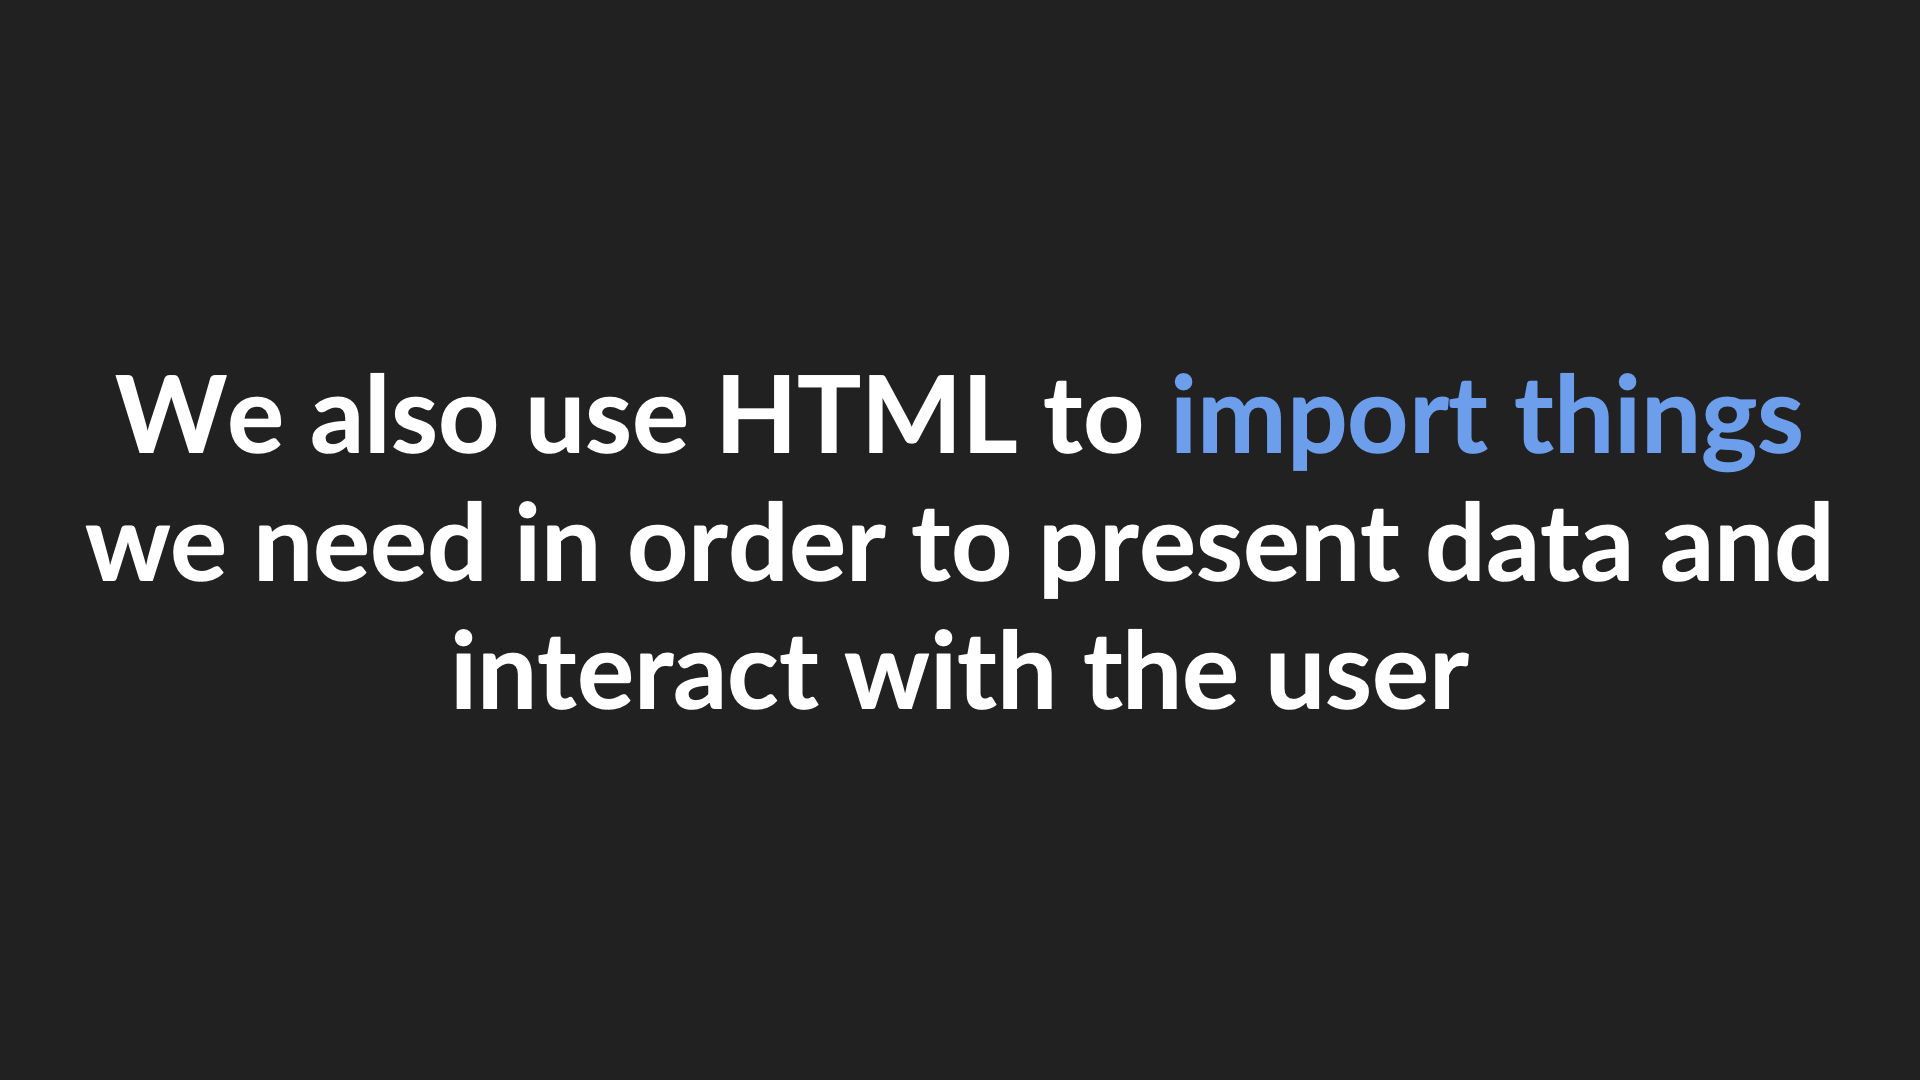 We also use HTML to import things
we need in order to present data and
interact with the user